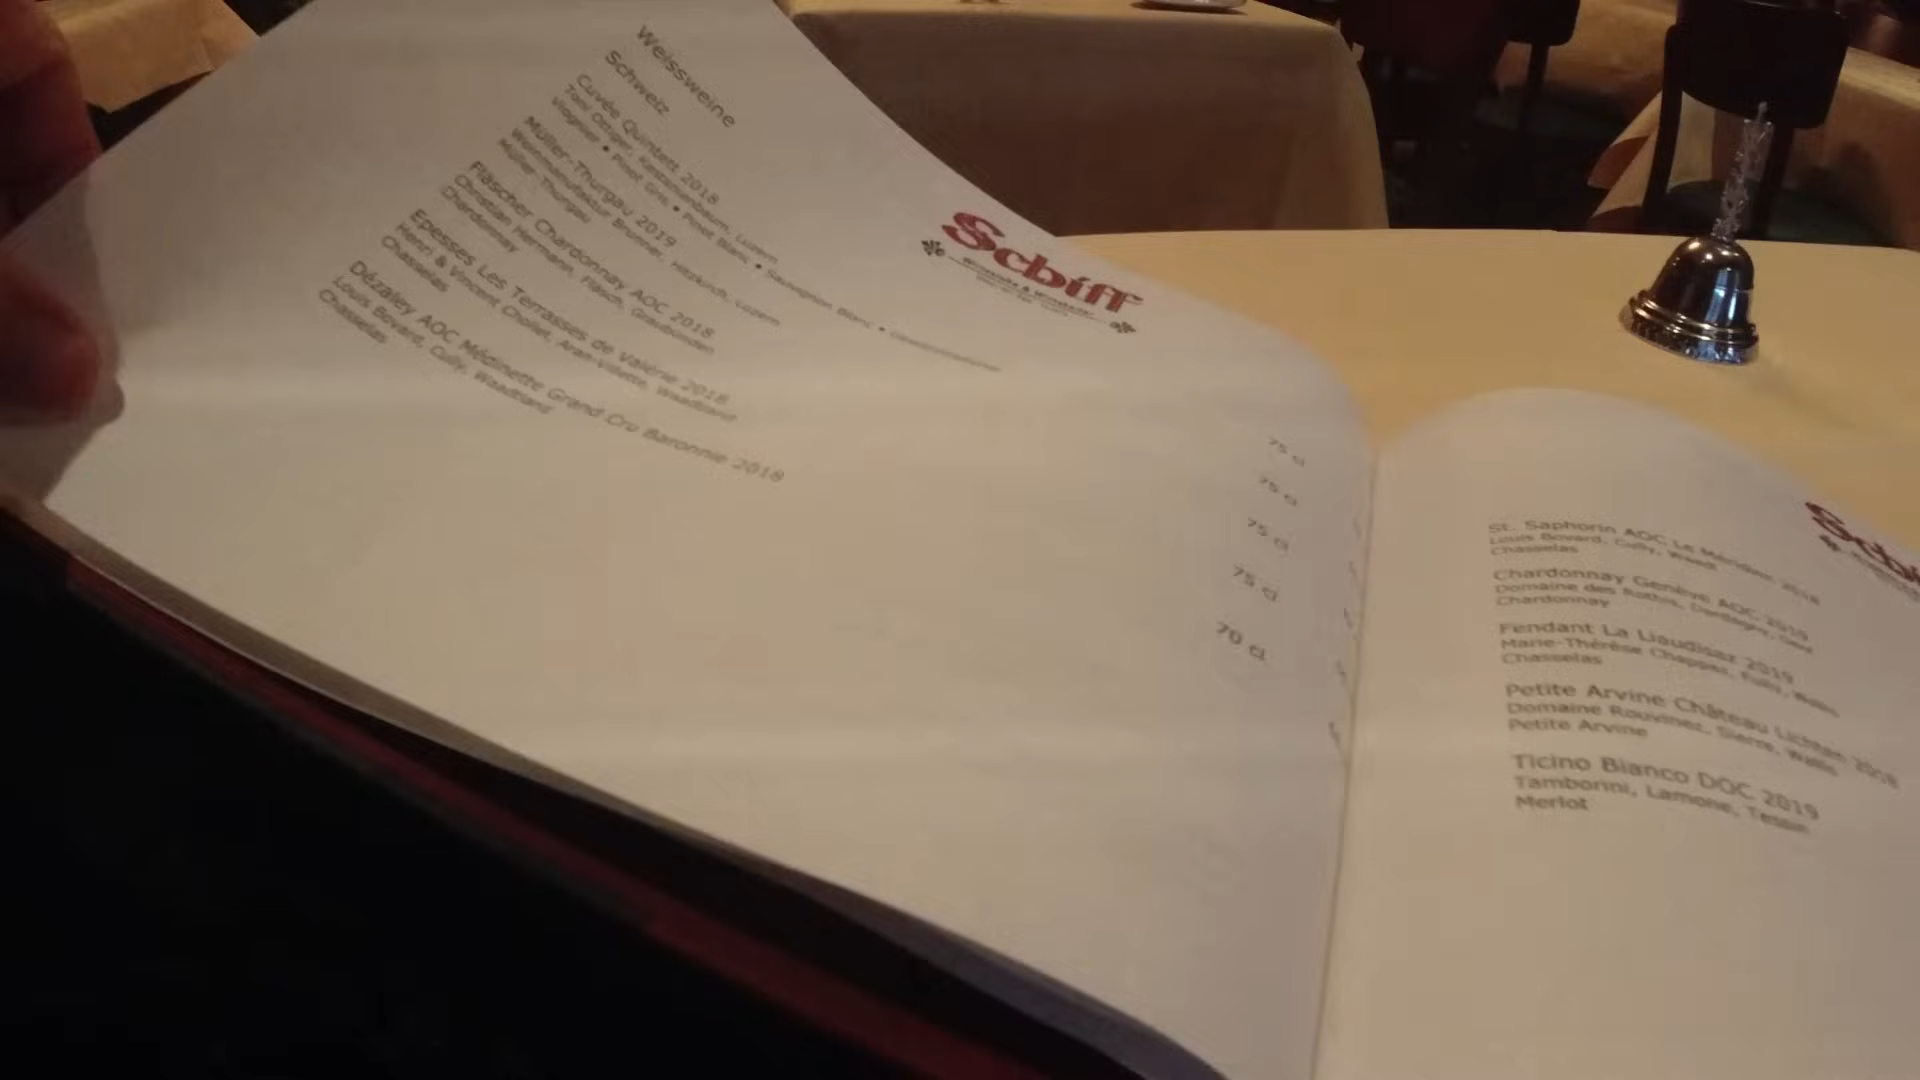 Schiff
Weissweine
Schweiz
Cuvée Quintett 2018
Toni Ottiger, Kastanienbaum, Luzern
Viognier • Pinot Gris • Pinot Blanc • Sauvignon Blanc •
75 cl
Müller-Thurgau 2019
Weinmanufaktur Brunner, Hitzkirch, Luzern
Müller Thurgau
75 cl
Fläscher Chardonnay AOC 2018
Christian Hermann, Fläsch, Graubünden
Chardonnay
75 cl
Epesses Les Terrasses de Valérie 2018
Henri & Vincent Chollet, Aran-Villette, Waadtland
Chasselas
75 cl
Dézaley AOC Médinette Grand Cru Baronnie 2018
Louis Bovard, Cully, Waadtland
Chasselas
70 cl
St. Saphorin AOC Le 2018
Louis Bovard, Cully, Waadt
Chasselas
Chardonnay Genève AOC 2019
Domaine des
Chardonnay
Fendant La Liaudisaz 2019
Marie-Thérèse Chappaz, Fully, Wallis
Chasselas
Petite Arvine Château Lichten 2018
Domaine Rouvinez, Sierre, Wallis
Petite Arvine
Ticino Bianco DOC 2019
Tamborini, Lamone, Tessin
Merlot